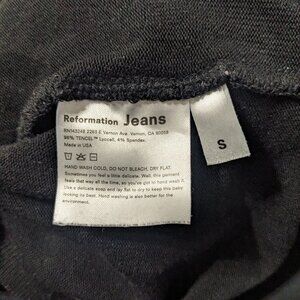 Reformation Jeans
RN143048 2263 E Vernon Ave. Vernon, CA 90058
96% TENCEL™ Lyocell, 4% Spandex.
Made in USA
HAND WASH COLD, DO NOT BLEACH, DRY FLAT.
Sometimes you feel a little delicate. Well, this garment
feels that way all the time, so you've got to hand wash it.
Use a delicate soap and lay flat to dry to keep this baby
looking its best. Hand washing is also better for the
environment.
S